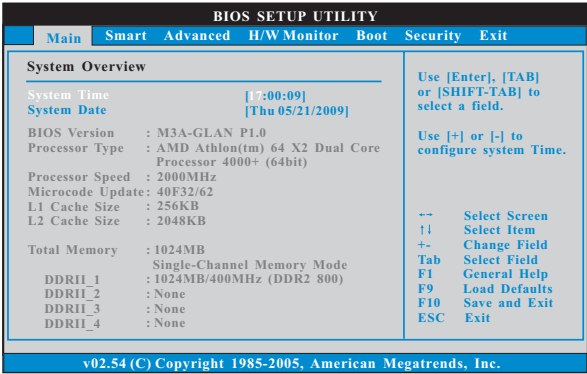 BIOS SETUP UTILITY
Main Smart Advanced H/W Monitor Boot Security Exit
System Overview
System Time [17:00:09]
System Date [Thu 05/21/2009]
BIOS Version : M3A-GLAN P1.0
Processor Type : AMD Athlon(tm) 64 X2 Dual Core
Processor 4000+ (64bit)
Processor Speed : 2000MHz
Microcode Update : 40F32/62
L1 Cache Size : 256KB
L2 Cache Size : 2048KB
Total Memory : 1024MB
Single-Channel Memory Mode
DDRII_1 : 1024MB/400MHz (DDR2 800)
DDRII_2 : None
DDRII_3 : None
DDRII_4 : None
Use [Enter], [TAB]
or [SHIFT-TAB] to
select a field.
Use [+] or [-] to
configure system Time.
←→ Select Screen
↑↓ Select Item
+- Change Field
Tab Select Field
F1 General Help
F9 Load Defaults
F10 Save and Exit
ESC Exit
v02.54 (C) Copyright 1985-2005, American Megatrends, Inc.